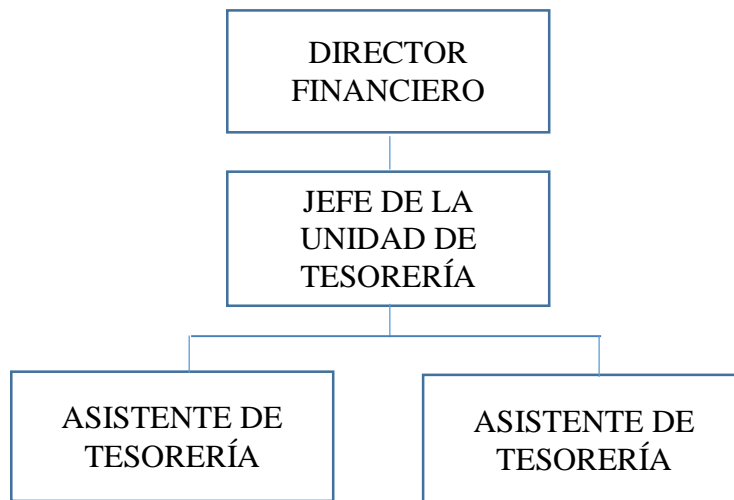 DIRECTOR
FINANCIERO
JEFE DE LA
UNIDAD DE
TESORERÍA
ASISTENTE DE
TESORERÍA
ASISTENTE DE
TESORERÍA